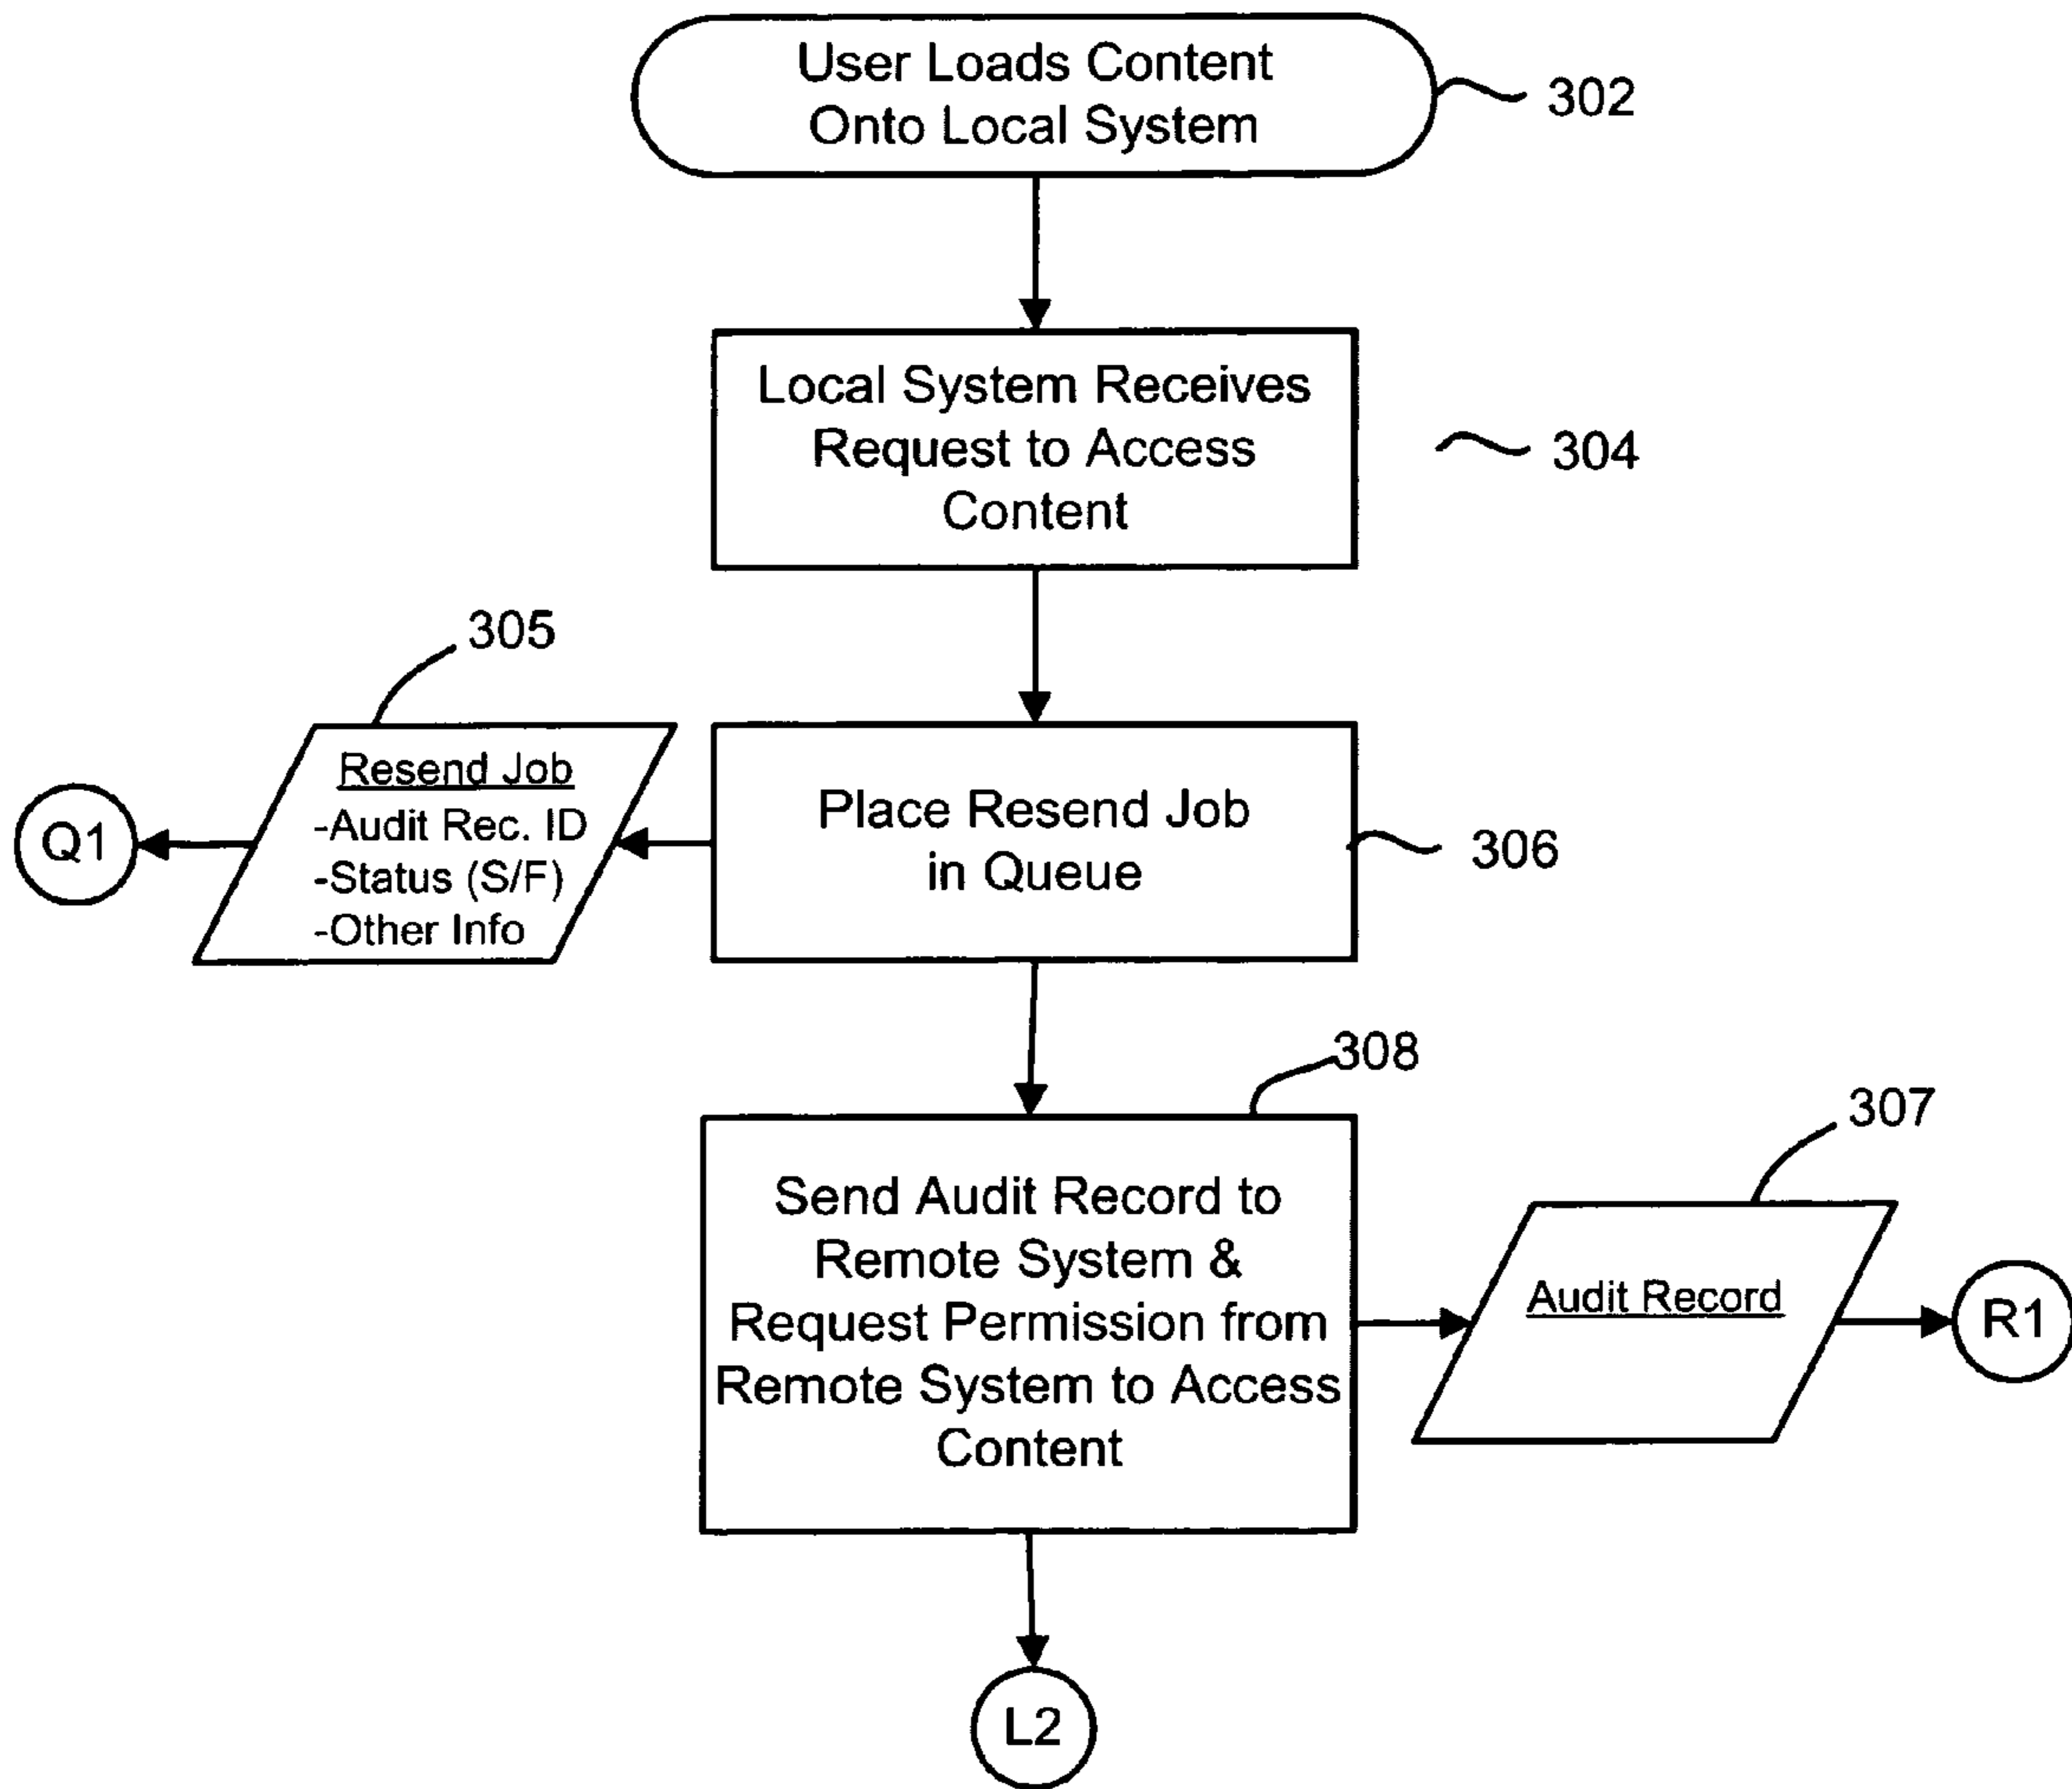 User Loads Content
Onto Local System
302
Local System Receives
Request to Access
Content
304
305
Resend Job
-Audit Rec. ID
-Status (S/F)
-Other Info
Q1
Place Resend Job
in Queue
306
308
Send Audit Record to
Remote System &
Request Permission from
Remote System to Access
Content
307
Audit Record
R1
L2